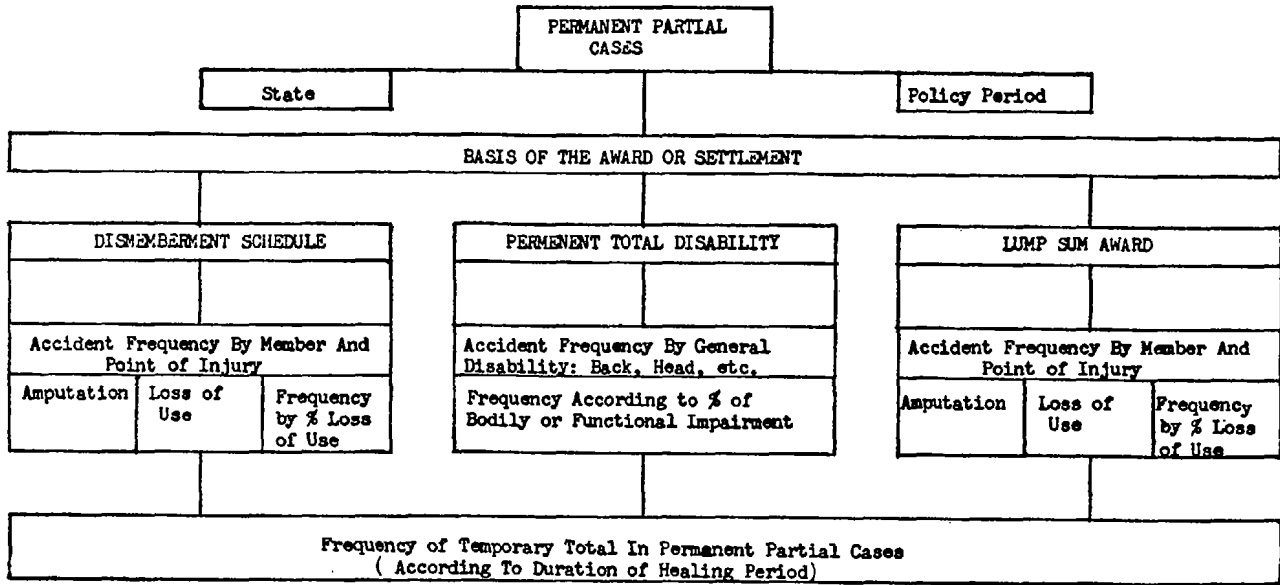 PERMANENT PARTIAL
CASES
State
Policy Period
BASIS OF THE AWARD OR SETTLEMENT
DISMEMBERMENT SCHEDULE
PERMENENT TOTAL DISABILITY
LUMP SUM AWARD
Accident Frequency By Member And
Point of Injury
Amputation
Loss of
Use
Frequency
by % Loss
of Use
Accident Frequency By General
Disability: Back, Head, etc.
Frequency According to % of
Bodily or Functional Impairment
Accident Frequency By Member And
Point of Injury
Amputation
Loss of
Use
Frequency
by % Loss
of Use
Frequency of Temporary Total In Permanent Partial Cases
( According To Duration of Healing Period)